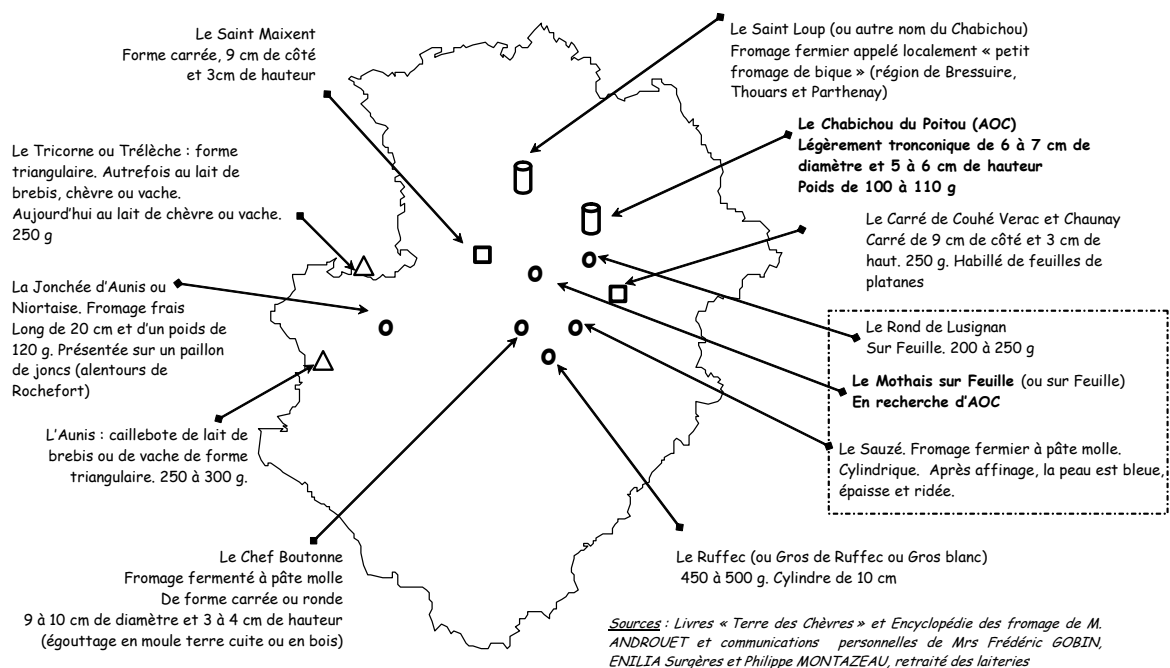 Le Saint Maixent
Forme carrée, 9 cm de côté
et 3cm de hauteur
Le Tricorne ou Trélèche : forme
triangulaire. Autrefois au lait de
brebis, chèvre ou vache.
Aujourd'hui au lait de chèvre ou vache.
250 g
La Jonchée d'Aunis ou
Niortaise. Fromage frais
Long de 20 cm et d'un poids de
120 g. Présentée sur un paillon
de joncs (alentours de
Rochefort)
L'Aunis : caillebote de lait de
brebis ou de vache de forme
triangulaire. 250 à 300 g.
Le Chef Boutonne
Fromage fermenté à pâte molle
De forme carrée ou ronde
9 à 10 cm de diamètre et 3 à 4 cm de hauteur
(égouttage en moule terre cuite ou en bois)
Le Saint Loup (ou autre nom du Chabichou)
Fromage fermier appelé localement « petit
fromage de bique » (région de Bressuire,
Thouars et Parthenay)
Le Chabichou du Poitou (AOC)
Légèrement tronconique de 6 à 7 cm de
diamètre et 5 à 6 cm de hauteur
Poids de 100 à 110 g
Le Carré de Couhé Verac et Chaunay
Carré de 9 cm de côté et 3 cm de
haut. 250 g. Habillé de feuilles de
platanes
Le Rond de Lusignan
Sur Feuille. 200 à 250 g
Le Mothais sur Feuille (ou sur Feuille)
En recherche d'AOC
Le Sauzé. Fromage fermier à pâte molle.
Cylindrique. Après affinage, la peau est bleue,
épaisse et ridée.
Le Ruffec (ou Gros de Ruffec ou Gros blanc)
450 à 500 g. Cylindre de 10 cm
Sources : Livres « Terre des Chèvres » et Encyclopédie des fromage de M.
ANDROUET et communications personnelles de Mrs Frédéric GOBIN,
ENILIA Surgères et Philippe MONTAZEAU, retraité des laiteries